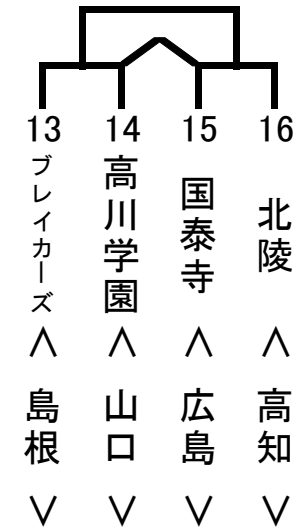 13 14 15 16
ブレイカーズ
<島根>
高川学園
<山口>
国泰寺
<広島>
北陵
<高知>